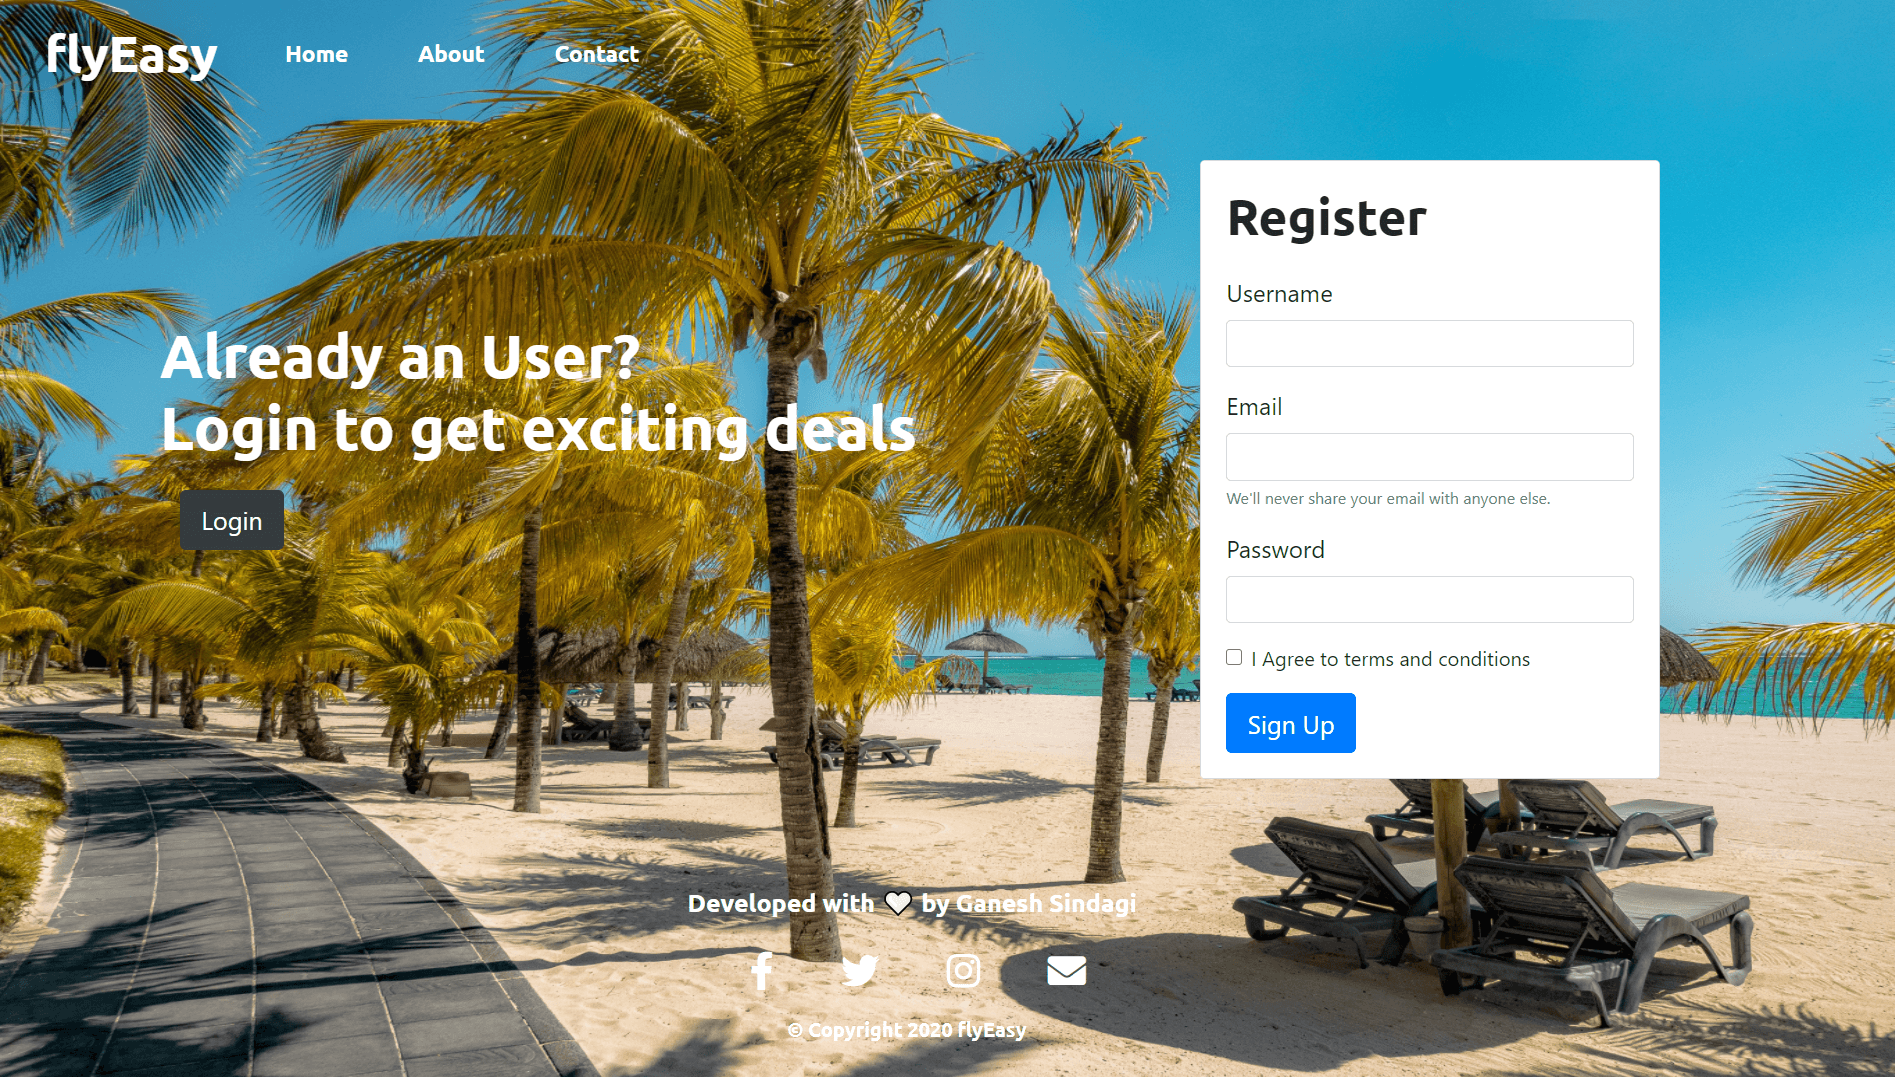 flyEasy
Home
About
Contact
Already an User?
Login to get exciting deals
Login
Register
Username
Email
We'll never share your email with anyone else.
Password
I Agree to terms and conditions
Sign Up
Developed with 🤍 by Ganesh Sindagi
© Copyright 2020 flyEasy